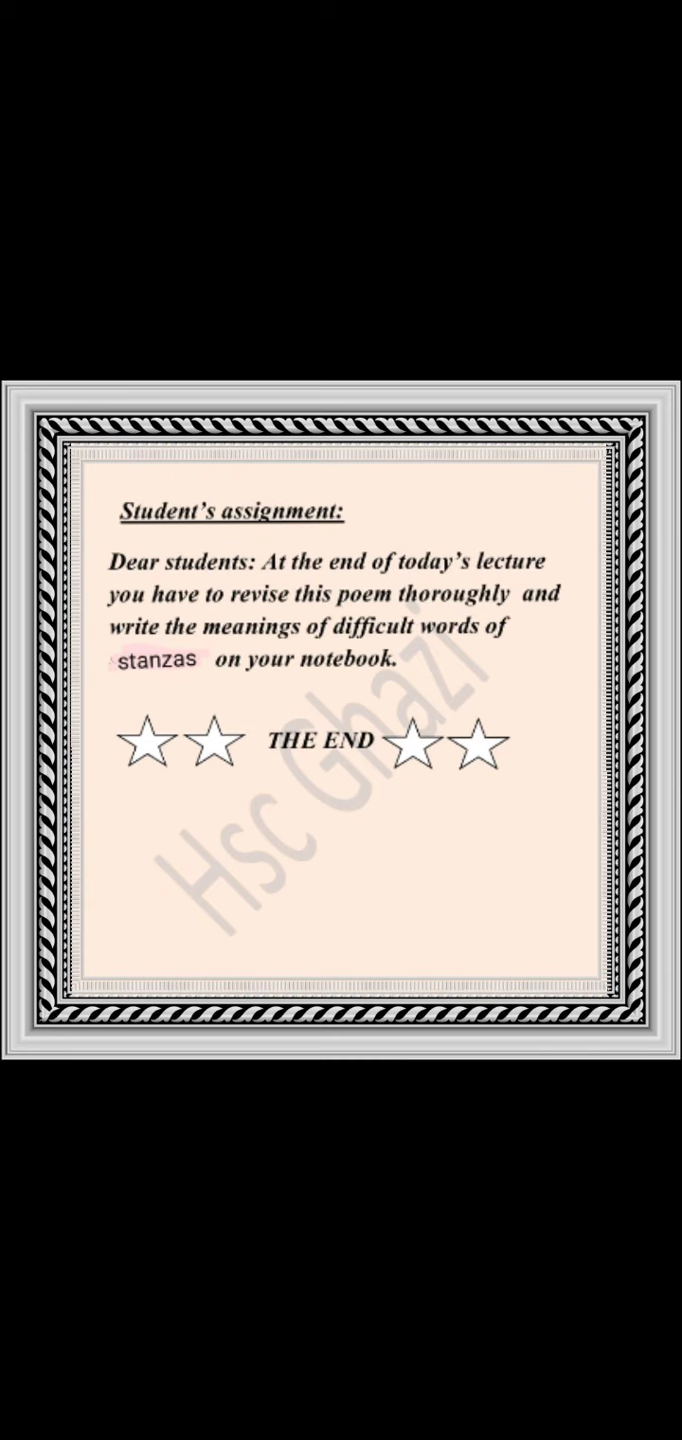 Student's assignment:
Dear students: At the end of today's lecture
you have to revise this poem thoroughly and
write the meanings of difficult words of
stanzas on your notebook.
THE END
Hsc Ghazi